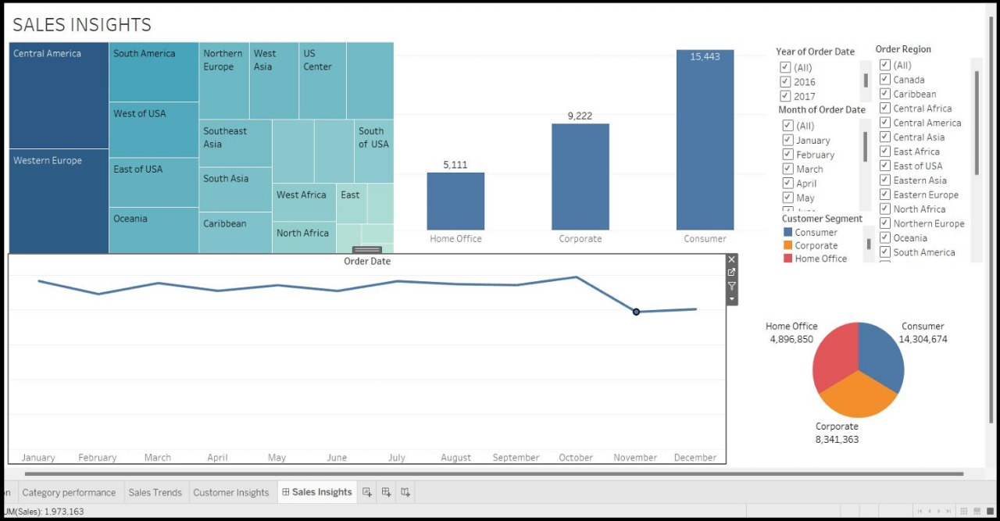 SALES INSIGHTS
Central America
Western Europe
South America
West of USA
East of USA
Oceania
Northern
Europe
West
Asia
US
Center
Southeast
Asia
South
of USA
South Asia
Caribbean
West Africa
East
North Africa
5,111
9,222
15,443
Home Office
Corporate
Consumer
Year of Order Date
(All)
2016
2017
Month of Order Date
(All)
January
February
March
April
May
Customer Segment
Consumer
Corporate
Home Office
Order Region
(All)
Canada
Caribbean
Central Africa
Central America
Central Asia
East Africa
East of USA
Eastern Asia
Eastern Europe
North Africa
Northern Europe
Oceania
South America
Order Date
January
February
March
April
May
June
July
August
September
October
November
December
Home Office
4,896,850
Consumer
14,304,674
Corporate
8,341,363
Category performance
Sales Trends
Customer Insights
Sales Insights
UM(Sales): 1,973,163